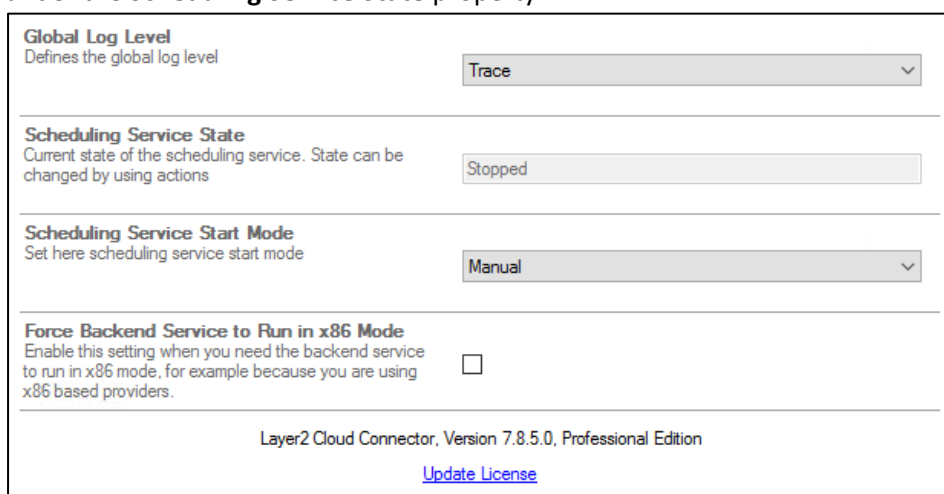 Global Log Level
Defines the global log level
Trace
Scheduling Service State
Current state of the scheduling service. State can be
changed by using actions
Stopped
Scheduling Service Start Mode
Set here scheduling service start mode
Manual
Force Backend Service to Run in x86 Mode
Enable this setting when you need the backend service
to run in x86 mode, for example because you are using
x86 based providers.
Layer2 Cloud Connector, Version 7.8.5.0, Professional Edition
Update License